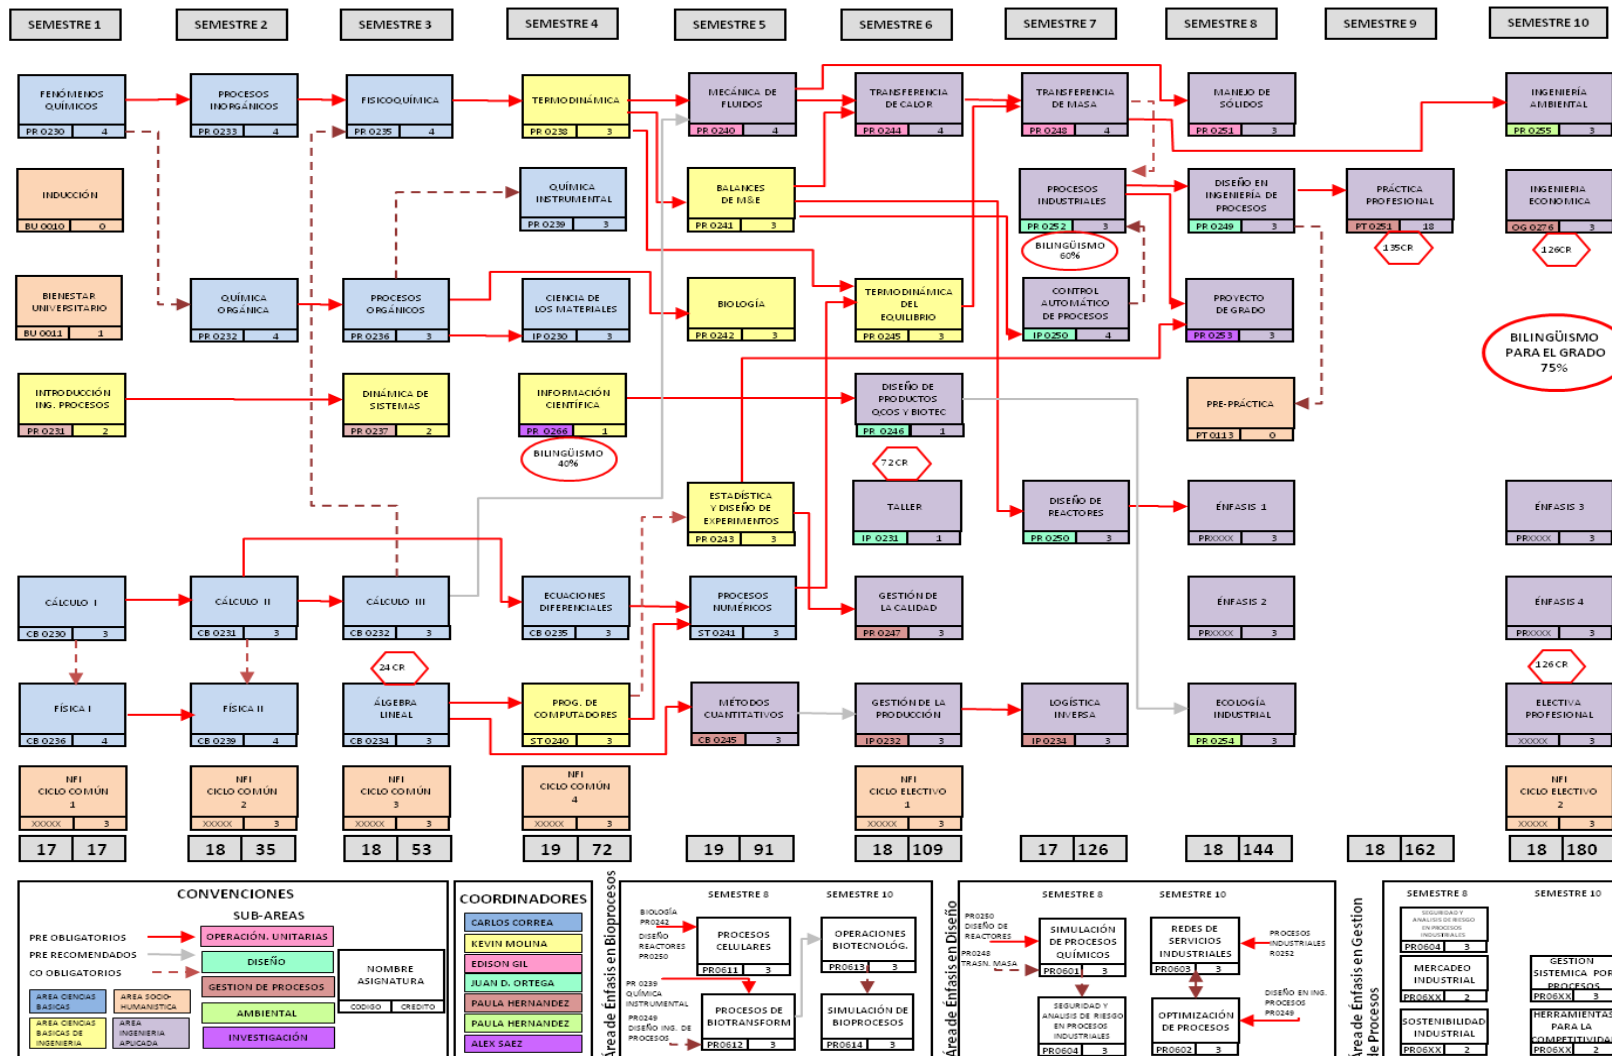 SEMESTRE 1
SEMESTRE 2
SEMESTRE 3
SEMESTRE 4
SEMESTRE 5
SEMESTRE 6
SEMESTRE 7
SEMESTRE 8
SEMESTRE 9
SEMESTRE 10
FENÓMENOS
QUÍMICOS
PR 0230 4
PROCESOS
INORGÁNICOS
PR 0233 4
FISICOQUÍMICA
PR 0235 4
TERMODINÁMICA
PR 0238 3
MECÁNICA DE
FLUIDOS
PR 0240 4
TRANSFERENCIA
DE CALOR
PR 0244 4
TRANSFERENCIA
DE MASA
PR 0248 4
MANEJO DE
SÓLIDOS
PR 0251 3
INGENIERÍA
AMBIENTAL
PR 0255 3
INDUCCIÓN
BU 0010 0
QUÍMICA
INSTRUMENTAL
PR 0239 3
BALANCES
DE M&E
PR 0241 3
PROCESOS
INDUSTRIALES
PR 0252 3
BILINGÜISMO
60%
DISEÑO EN
INGENIERÍA DE
PROCESOS
PR 0249 3
PRÁCTICA
PROFESIONAL
PT 0251 18
135CR
INGENIERIA
ECONOMICA
OG 0276 3
126CR
BIENESTAR
UNIVERSITARIO
BU 0011 1
QUÍMICA
ORGÁNICA
PR 0232 4
PROCESOS
ORGÁNICOS
PR 0236 3
CIENCIA DE
LOS MATERIALES
IP 0230 3
BIOLOGÍA
PR 0242 3
TERMODINÁMICA
DEL
EQUILIBRIO
PR 0245 3
CONTROL
AUTOMÁTICO
DE PROCESOS
IP 0250 4
PROYECTO
DE GRADO
PR 0253 3
BILINGÜISMO
PARA EL GRADO
75%
INTRODUCCIÓN
ING. PROCESOS
PR 0231 2
DINÁMICA DE
SISTEMAS
PR 0237 2
INFORMACIÓN
CIENTÍFICA
PR 0266 1
BILINGÜISMO
40%
DISEÑO DE
PRODUCTOS
QCOS Y BIOTEC
PR 0246 1
72 CR
PRE-PRÁCTICA
PT 0113 0
ESTADÍSTICA
Y DISEÑO DE
EXPERIMENTOS
PR 0243 3
TALLER
IP 0231 1
DISEÑO DE
REACTORES
PR 0250 3
ÉNFASIS 1
PRXXXX 3
ÉNFASIS 3
PRXXXX 3
CÁLCULO I
CB 0230 3
CÁLCULO II
CB 0231 3
CÁLCULO III
CB 0232 3
24 CR
ECUACIONES
DIFERENCIALES
CB 0235 3
PROCESOS
NUMÉRICOS
ST 0241 3
GESTIÓN DE
LA CALIDAD
PR 0247 3
ÉNFASIS 2
PRXXXX 3
ÉNFASIS 4
PRXXXX 3
126 CR
FÍSICA I
CB 0236 4
FÍSICA II
CB 0239 4
ÁLGEBRA
LINEAL
CB 0234 3
PROG. DE
COMPUTADORES
ST 0240 3
MÉTODOS
CUANTITATIVOS
CB 0245 3
GESTIÓN DE LA
PRODUCCIÓN
IP 0232 3
LOGÍSTICA
INVERSA
IP 0234 3
ECOLOGÍA
INDUSTRIAL
PR 0254 3
ELECTIVA
PROFESIONAL
XXXXX 3
NFI
CICLO COMÚN
1
XXXXX 3
NFI
CICLO COMÚN
2
XXXXX 3
NFI
CICLO COMÚN
3
XXXXX 3
NFI
CICLO COMÚN
4
XXXXX 3
NFI
CICLO ELECTIVO
1
XXXXX 3
NFI
CICLO ELECTIVO
2
XXXXX 3
17 17
18 35
18 53
19 72
19 91
18 109
17 126
18 144
18 162
18 180
CONVENCIONES
SUB-AREAS
PRE OBLIGATORIOS
PRE RECOMENDADOS
CO OBLIGATORIOS
OPERACIÓN. UNITARIAS
DISEÑO
GESTION DE PROCESOS
AMBIENTAL
INVESTIGACIÓN
NOMBRE
ASIGNATURA
CODIGO CREDITO
AREA CIENCIAS
BASICAS
AREA SOCIO-
HUMANISTICA
AREA CIENCIAS
BASICAS DE
INGENIERIA
AREA
INGENIERIA
APLICADA
COORDINADORES
CARLOS CORREA
KEVIN MOLINA
EDISON GIL
JUAN D. ORTEGA
PAULA HERNANDEZ
PAULA HERNANDEZ
ALEX SAEZ
Área de Énfasis en Bioprocesos
SEMESTRE 8
SEMESTRE 10
BIOLOGÍA
PR0242
DISEÑO
REACTORES
PR0250
PROCESOS
CELULARES
PR0611 3
OPERACIONES
BIOTECNOLÓG.
PR0613 3
PR 0239
QUÍMICA
INSTRUMENTAL
PR0249
DISEÑO ING. DE
PROCESOS
PROCESOS DE
BIOTRANSFORM
PR0612 3
SIMULACIÓN DE
BIOPROCESOS
PR0614 3
Área de Énfasis en Diseño
SEMESTRE 8
SEMESTRE 10
PR0250
DISEÑO DE
REACTORES
PR0248
TRASN. MASA
SIMULACIÓN
DE PROCESOS
QUÍMICOS
PR0601 3
REDES DE
SERVICIOS
INDUSTRIALES
PR0603 3
PROCESOS
INDUSTRIALES
R0252
SEGURIDAD Y
ANALISIS DE RIESGO
EN PROCESOS
INDUSTRIALES
PR0604 3
OPTIMIZACIÓN
DE PROCESOS
PR0602 3
DISEÑO EN ING.
PROCESOS
PR0249
Área de Énfasis en Gestion
de Procesos
SEMESTRE 8
SEMESTRE 10
SEGURIDAD Y
ANALISIS DE RIESGO
EN PROCESOS
INDUSTRIALES
PR0604 3
MERCADEO
INDUSTRIAL
PR06XX 2
GESTION
SISTEMICA POR
PROCESOS
PR06XX 3
SOSTENIBILIDAD
INDUSTRIAL
PR06XX 2
HERRAMIENTAS
PARA LA
COMPETITIVIDAD
PR06XX 2